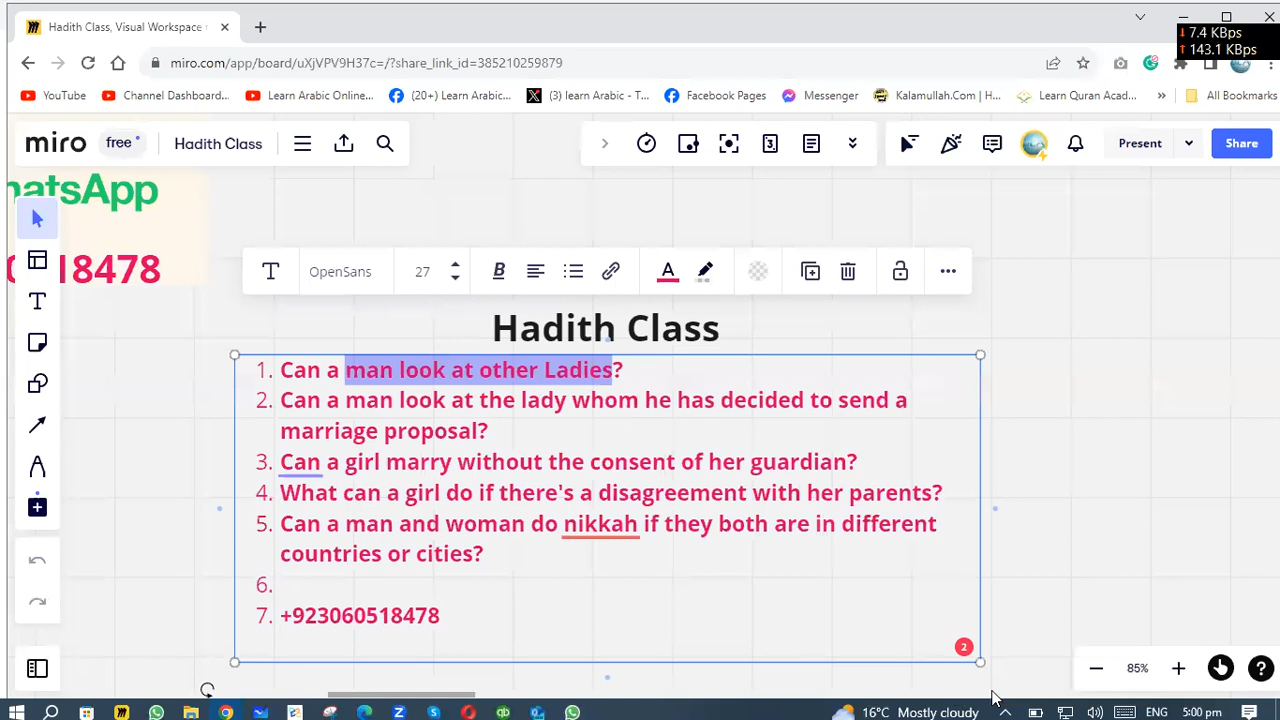 Hadith Class, Visual Workspace
7.4 KBps
143.1 KBps
miro.com/app/board/uXjVPV9H37c=/?share_link_id=385210259879
YouTube
Channel Dashboard...
Learn Arabic Online...
(20+) Learn Arabic...
(3) learn Arabic - T...
Facebook Pages
Messenger
Kalamullah.Com | H...
Learn Quran Acad...
»
All Bookmarks
miro
free
Hadith Class
Present
Share
hatsApp
18478
OpenSans
27
Hadith Class
1. Can a man look at other Ladies?
2. Can a man look at the lady whom he has decided to send a
marriage proposal?
3. Can a girl marry without the consent of her guardian?
4. What can a girl do if there's a disagreement with her parents?
5. Can a man and woman do nikkah if they both are in different
countries or cities?
6.
7. +923060518478
2
85%
16°C Mostly cloudy
ENG
5:00 pm